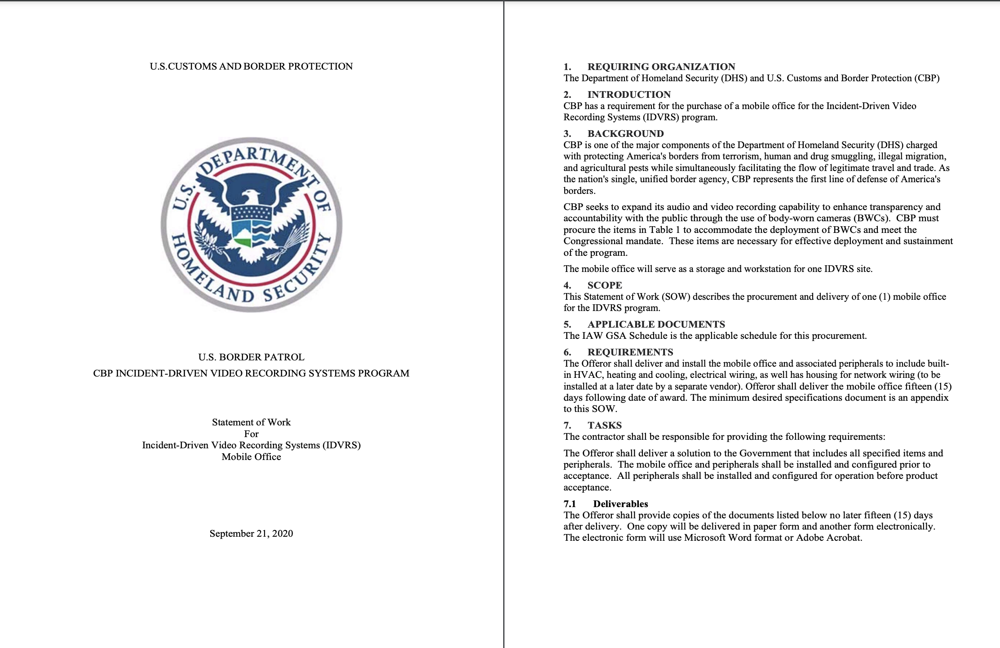 U.S.CUSTOMS AND BORDER PROTECTION
U.S. DEPARTMENT OF
HOMELAND SECURITY
U.S. BORDER PATROL
CBP INCIDENT-DRIVEN VIDEO RECORDING SYSTEMS PROGRAM
Statement of Work
For
Incident-Driven Video Recording Systems (IDVRS)
Mobile Office
September 21, 2020
1. REQUIRING ORGANIZATION
The Department of Homeland Security (DHS) and U.S. Customs and Border Protection (CBP)
2. INTRODUCTION
CBP has a requirement for the purchase of a mobile office for the Incident-Driven Video
Recording Systems (IDVRS) program.
3. BACKGROUND
CBP is one of the major components of the Department of Homeland Security (DHS) charged
with protecting America's borders from terrorism, human and drug smuggling, illegal migration,
and agricultural pests while simultaneously facilitating the flow of legitimate travel and trade. As
the nation's single, unified border agency, CBP represents the first line of defense of America's
borders.
CBP seeks to expand its audio and video recording capability to enhance transparency and
accountability with the public through the use of body-worn cameras (BWCs). CBP must
procure the items in Table 1 to accommodate the deployment of BWCs and meet the
Congressional mandate. These items are necessary for effective deployment and sustainment
of the program.
The mobile office will serve as a storage and workstation for one IDVRS site.
4. SCOPE
This Statement of Work (SOW) describes the procurement and delivery of one (1) mobile office
for the IDVRS program.
5. APPLICABLE DOCUMENTS
The IAW GSA Schedule is the applicable schedule for this procurement.
6. REQUIREMENTS
The Offeror shall deliver and install the mobile office and associated peripherals to include built-
in HVAC, heating and cooling, electrical wiring, as well has housing for network wiring (to be
installed at a later date by a separate vendor). Offeror shall deliver the mobile office fifteen (15)
days following date of award. The minimum desired specifications document is an appendix
to this SOW.
7. TASKS
The contractor shall be responsible for providing the following requirements:
The Offeror shall deliver a solution to the Government that includes all specified items and
peripherals. The mobile office and peripherals shall be installed and configured prior to
acceptance. All peripherals shall be installed and configured for operation before product
acceptance.
7.1 Deliverables
The Offeror shall provide copies of the documents listed below no later fifteen (15) days
after delivery. One copy will be delivered in paper form and another form electronically.
The electronic form will use Microsoft Word format or Adobe Acrobat.